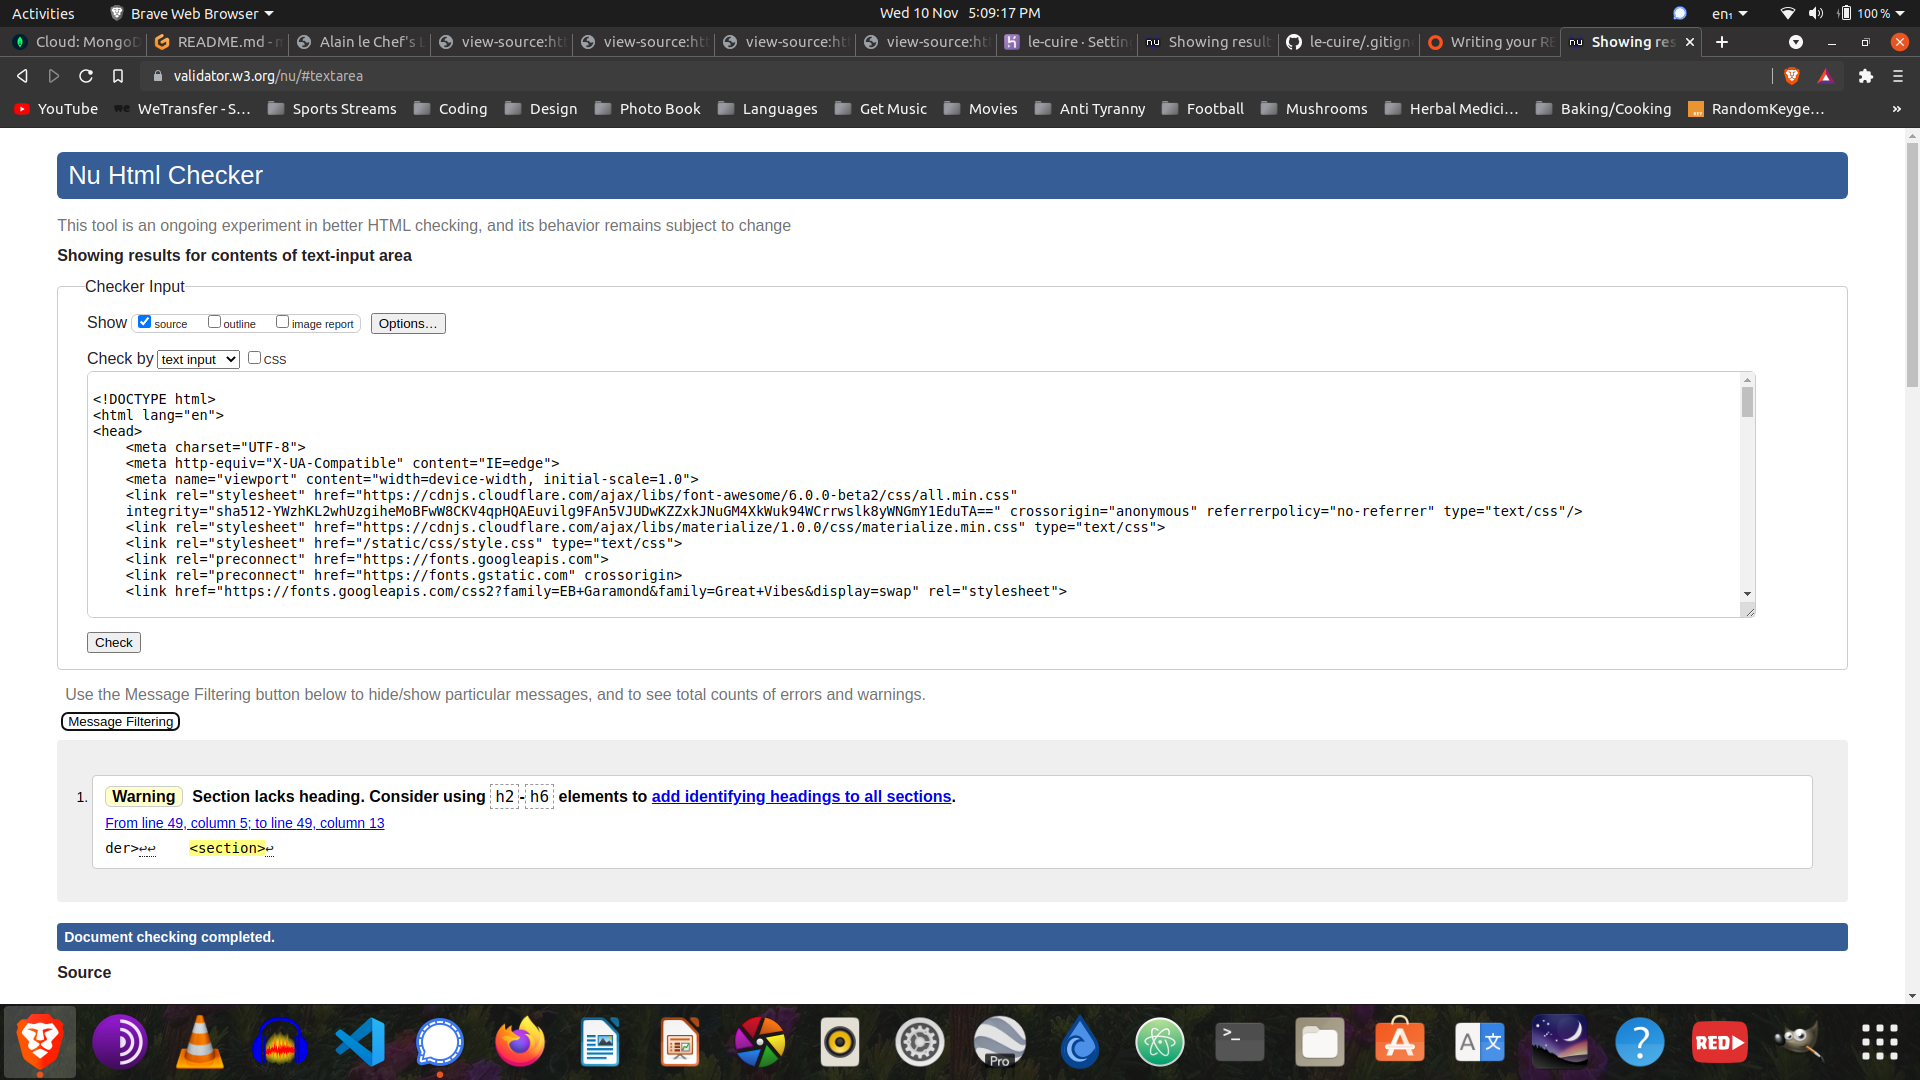 Activities
Brave Web Browser
Wed 10 Nov 5:09:17 PM
en₁
100 %
Cloud: MongoD
README.md - m
Alain le Chef's L
view-source:htt
view-source:htt
view-source:htt
view-source:htt
le-cuire · Settin
Showing result
le-cuire/.gitign
Writing your RE
Showing res
validator.w3.org/nu/#textarea
YouTube
WeTransfer - S…
Sports Streams
Coding
Design
Photo Book
Languages
Get Music
Movies
Anti Tyranny
Football
Mushrooms
Herbal Medici…
Baking/Cooking
RandomKeyge…
»
Nu Html Checker
This tool is an ongoing experiment in better HTML checking, and its behavior remains subject to change
Showing results for contents of text-input area
Checker Input
Show source outline image report Options…
Check by text input CSS
<!DOCTYPE html>
<html lang="en">
<head>
<meta charset="UTF-8">
<meta http-equiv="X-UA-Compatible" content="IE=edge">
<meta name="viewport" content="width=device-width, initial-scale=1.0">
<link rel="stylesheet" href="https://cdnjs.cloudflare.com/ajax/libs/font-awesome/6.0.0-beta2/css/all.min.css"
integrity="sha512-YWzhKL2whUzgiheMoBFwW8CKV4qpHQAEuvilg9FAn5VJUDwKZZxkJNuGM4XkWuk94WCrrwslk8yWNGmY1EduTA==" crossorigin="anonymous" referrerpolicy="no-referrer" type="text/css"/>
<link rel="stylesheet" href="https://cdnjs.cloudflare.com/ajax/libs/materialize/1.0.0/css/materialize.min.css" type="text/css">
<link rel="stylesheet" href="/static/css/style.css" type="text/css">
<link rel="preconnect" href="https://fonts.googleapis.com">
<link rel="preconnect" href="https://fonts.gstatic.com" crossorigin>
<link href="https://fonts.googleapis.com/css2?family=EB+Garamond&family=Great+Vibes&display=swap" rel="stylesheet">
Check
Use the Message Filtering button below to hide/show particular messages, and to see total counts of errors and warnings.
Message Filtering
1. Warning Section lacks heading. Consider using h2-h6 elements to add identifying headings to all sections.
From line 49, column 5; to line 49, column 13
der>↩↩ <section>↩
Document checking completed.
Source
Pro
>_
A 文
?
RED